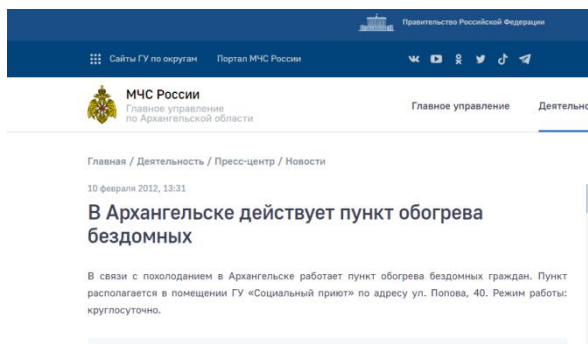 Правительство Российской Федерации
Сайты ГУ по округам Портал МЧС России
МЧС России
Главное управление
по Архангельской области
Главное управление Деятельно
Главная / Деятельность / Пресс-центр / Новости
10 февраля 2012, 13:31
В Архангельске действует пункт обогрева
бездомных
В связи с похолоданием в Архангельске работает пункт обогрева бездомных граждан. Пункт
располагается в помещении ГУ «Социальный приют» по адресу ул. Попова, 40. Режим работы:
круглосуточно.